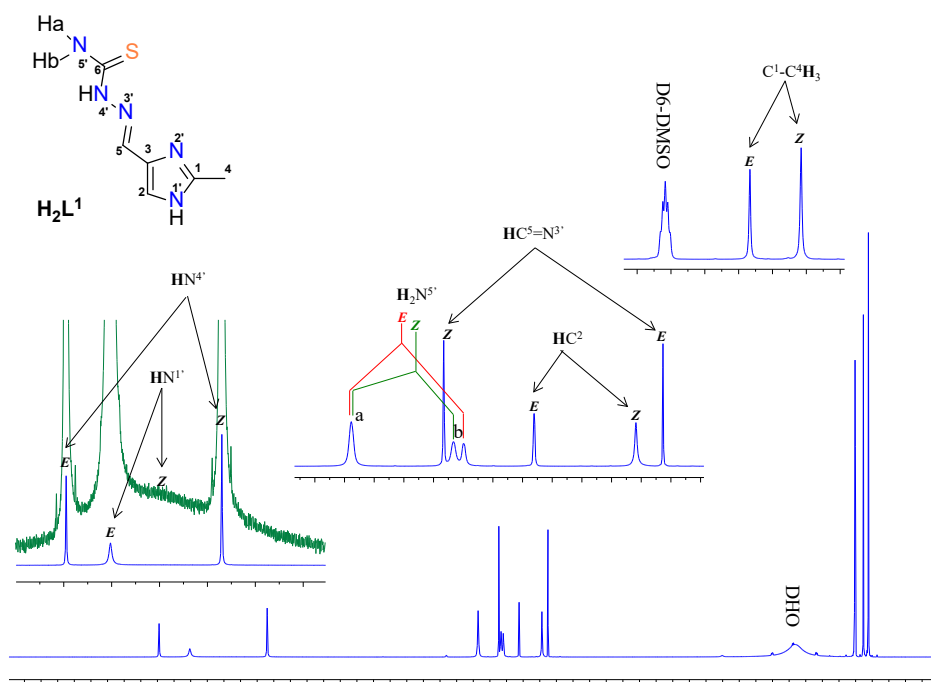 Ha
N
S
Hb
5'
6
HN
N
3'
4'
5
3
N
2'
1
4
2
1'
N
H
H₂L¹
D6-DMSO
C¹-C⁴H₃
E
Z
HC⁵=N³'
HN⁴'
H₂N⁵'
E
Z
Z
E
HC²
HN¹'
a
b
E
Z
E
Z
Z
E
DHO